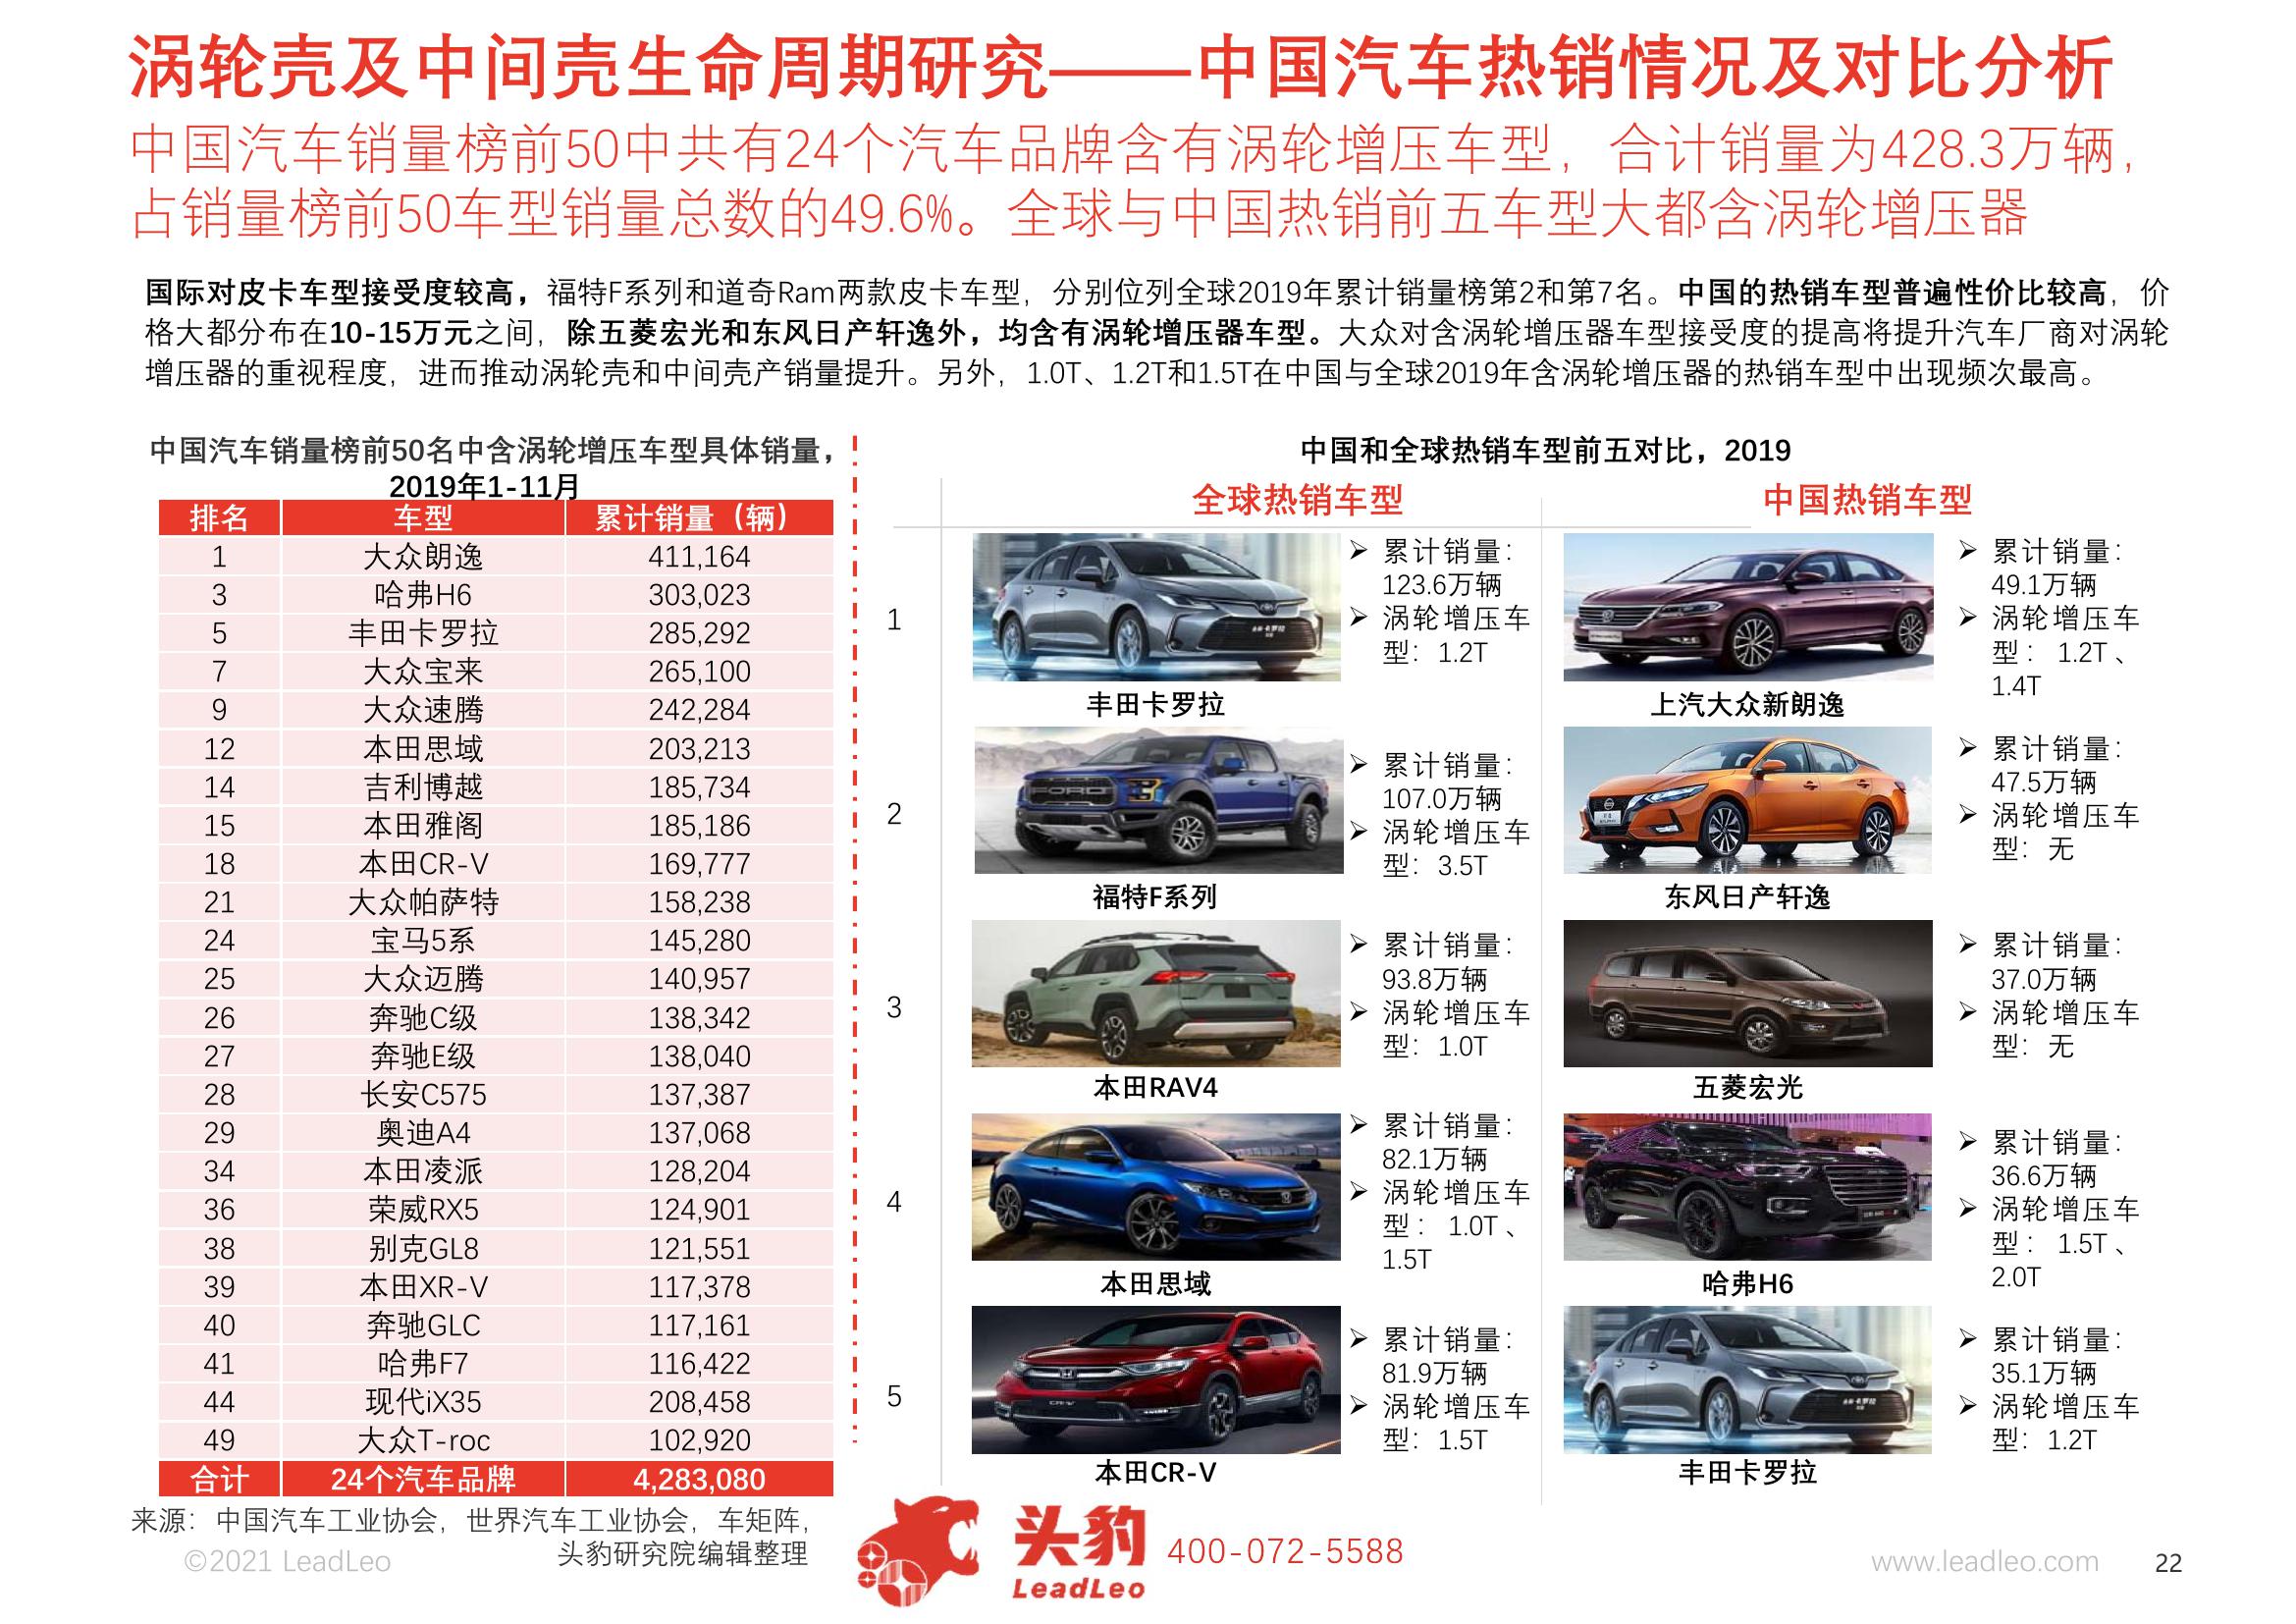 涡轮壳及中间壳生命周期研究——中国汽车热销情况及对比分析
中国汽车销量榜前50中共有24个汽车品牌含有涡轮增压车型，合计销量为428.3万辆，
占销量榜前50车型销量总数的49.6%。全球与中国热销前五车型大都含涡轮增压器
国际对皮卡车型接受度较高，福特F系列和道奇Ram两款皮卡车型，分别位列全球2019年累计销量榜第2和第7名。中国的热销车型普遍性价比较高，价
格大都分布在10-15万元之间，除五菱宏光和东风日产轩逸外，均含有涡轮增压器车型。大众对含涡轮增压器车型接受度的提高将提升汽车厂商对涡轮
增压器的重视程度，进而推动涡轮壳和中间壳产销量提升。另外，1.0T、1.2T和1.5T在中国与全球2019年含涡轮增压器的热销车型中出现频次最高。
中国汽车销量榜前50名中含涡轮增压车型具体销量，
2019年1-11月
排名 车型 累计销量（辆）
1 大众朗逸 411,164
3 哈弗H6 303,023
5 丰田卡罗拉 285,292
7 大众宝来 265,100
9 大众速腾 242,284
12 本田思域 203,213
14 吉利博越 185,734
15 本田雅阁 185,186
18 本田CR-V 169,777
21 大众帕萨特 158,238
24 宝马5系 145,280
25 大众迈腾 140,957
26 奔驰C级 138,342
27 奔驰E级 138,040
28 长安C575 137,387
29 奥迪A4 137,068
34 本田凌派 128,204
36 荣威RX5 124,901
38 别克GL8 121,551
39 本田XR-V 117,378
40 奔驰GLC 117,161
41 哈弗F7 116,422
44 现代iX35 208,458
49 大众T-roc 102,920
合计 24个汽车品牌 4,283,080
来源：中国汽车工业协会，世界汽车工业协会，车矩阵，
头豹研究院编辑整理
中国和全球热销车型前五对比，2019
全球热销车型 中国热销车型
1
➢ 累计销量：
123.6万辆
➢ 涡轮增压车
型：1.2T
丰田卡罗拉
➢ 累计销量：
49.1万辆
➢ 涡轮增压车
型：1.2T、
1.4T
上汽大众新朗逸
2
FORD
➢ 累计销量：
107.0万辆
➢ 涡轮增压车
型：3.5T
福特F系列
➢ 累计销量：
47.5万辆
➢ 涡轮增压车
型：无
东风日产轩逸
3
➢ 累计销量：
93.8万辆
➢ 涡轮增压车
型：1.0T
本田RAV4
➢ 累计销量：
37.0万辆
➢ 涡轮增压车
型：无
五菱宏光
4
➢ 累计销量：
82.1万辆
➢ 涡轮增压车
型：1.0T、
1.5T
本田思域
➢ 累计销量：
36.6万辆
➢ 涡轮增压车
型：1.5T、
2.0T
哈弗H6
5
➢ 累计销量：
81.9万辆
➢ 涡轮增压车
型：1.5T
本田CR-V
➢ 累计销量：
35.1万辆
➢ 涡轮增压车
型：1.2T
丰田卡罗拉
©2021 LeadLeo
头豹
LeadLeo
400-072-5588
www.leadleo.com
22